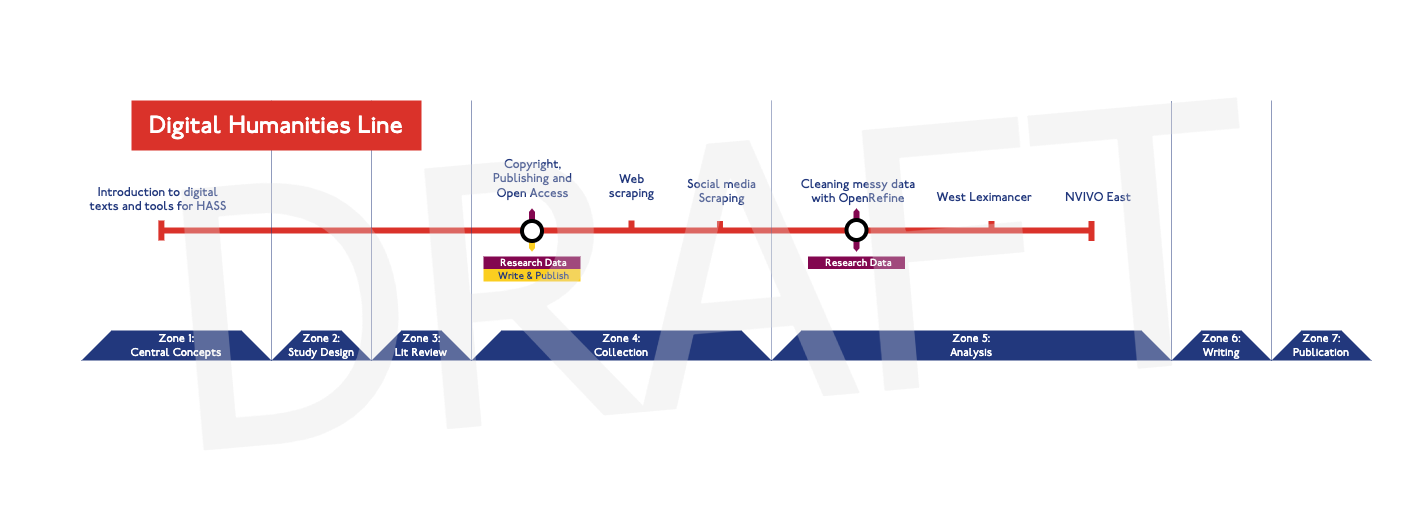 Digital Humanities Line
Introduction to digital
texts and tools for HASS
Copyright,
Publishing and
Open Access
Web
scraping
Social media
Scraping
Cleaning messy data
with OpenRefine
West Leximancer
NVIVO East
Research Data
Write & Publish
Research Data
Zone 1:
Central Concepts
Zone 2:
Study Design
Zone 3:
Lit Review
Zone 4:
Collection
Zone 5:
Analysis
Zone 6:
Writing
Zone 7:
Publication
DRAFT